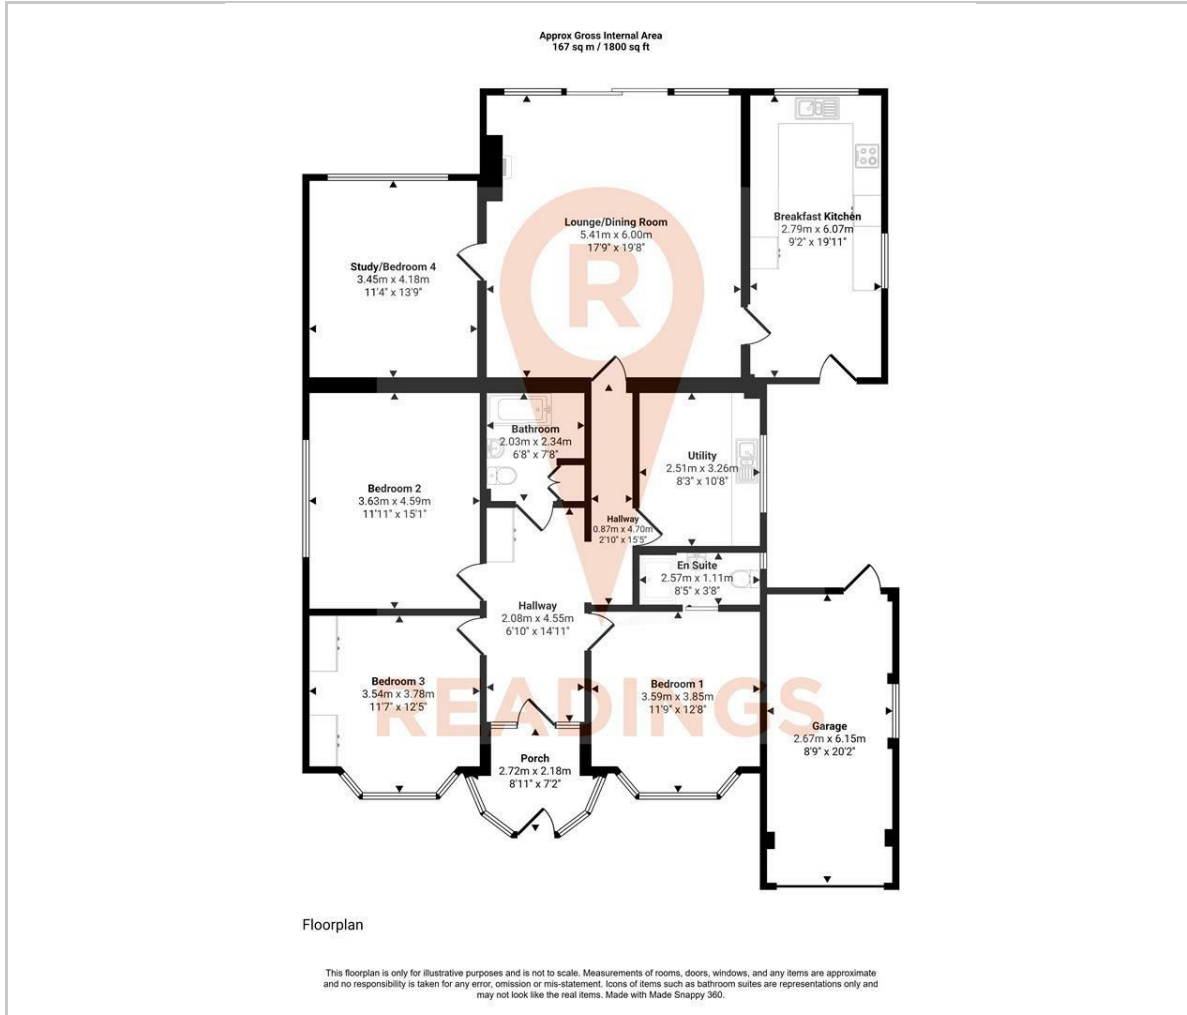 Approx Gross Internal Area
167 sq m / 1800 sq ft
Lounge/Dining Room
5.41m x 6.00m
17'9" x 19'8"
Breakfast Kitchen
2.79m x 6.07m
9'2" x 19'11"
Study/Bedroom 4
3.45m x 4.18m
11'4" x 13'9"
R
Bathroom
2.03m x 2.34m
6'8" x 7'8"
Utility
2.51m x 3.26m
8'3" x 10'8"
Bedroom 2
3.63m x 4.59m
11'11" x 15'1"
Hallway
0.87m x 4.70m
2'10" x 15'5"
En Suite
2.57m x 1.11m
8'5" x 3'8"
Hallway
2.08m x 4.55m
6'10" x 14'11"
Bedroom 3
3.54m x 3.78m
11'7" x 12'5"
Bedroom 1
3.59m x 3.85m
11'9" x 12'8"
READINGS
Garage
2.67m x 6.15m
8'9" x 20'2"
Porch
2.72m x 2.18m
8'11" x 7'2"
Floorplan
This floorplan is only for illustrative purposes and is not to scale. Measurements of rooms, doors, windows, and any items are approximate
and no responsibility is taken for any error, omission or mis-statement. Icons of items such as bathroom suites are representations only and
may not look like the real items. Made with Made Snappy 360.